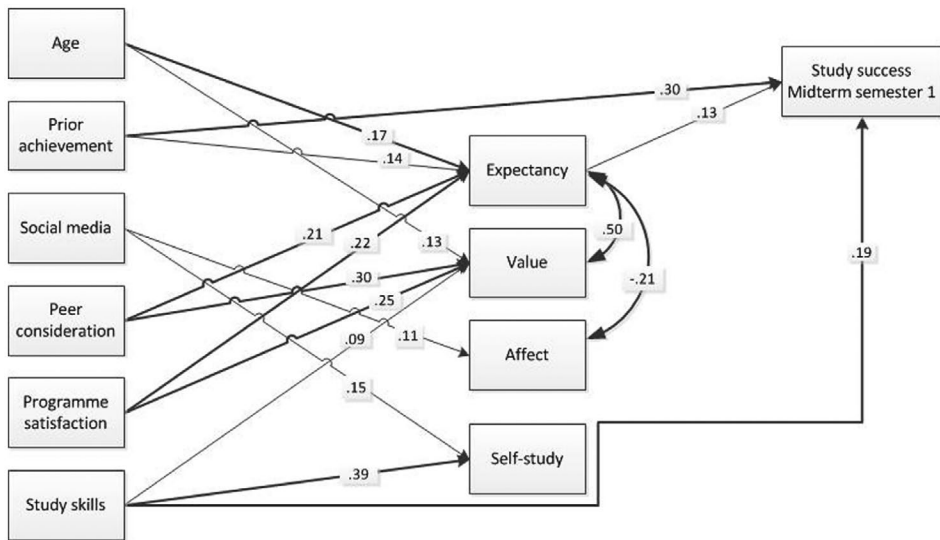 Age
Prior
achievement
Social media
Peer
consideration
Programme
satisfaction
Study skills
.17
.14
.21
.22
.13
.30
.25
.09
.11
.15
.39
Expectancy
Value
Affect
Self-study
.30
.13
.50
-.21
.19
Study success
Midterm semester 1